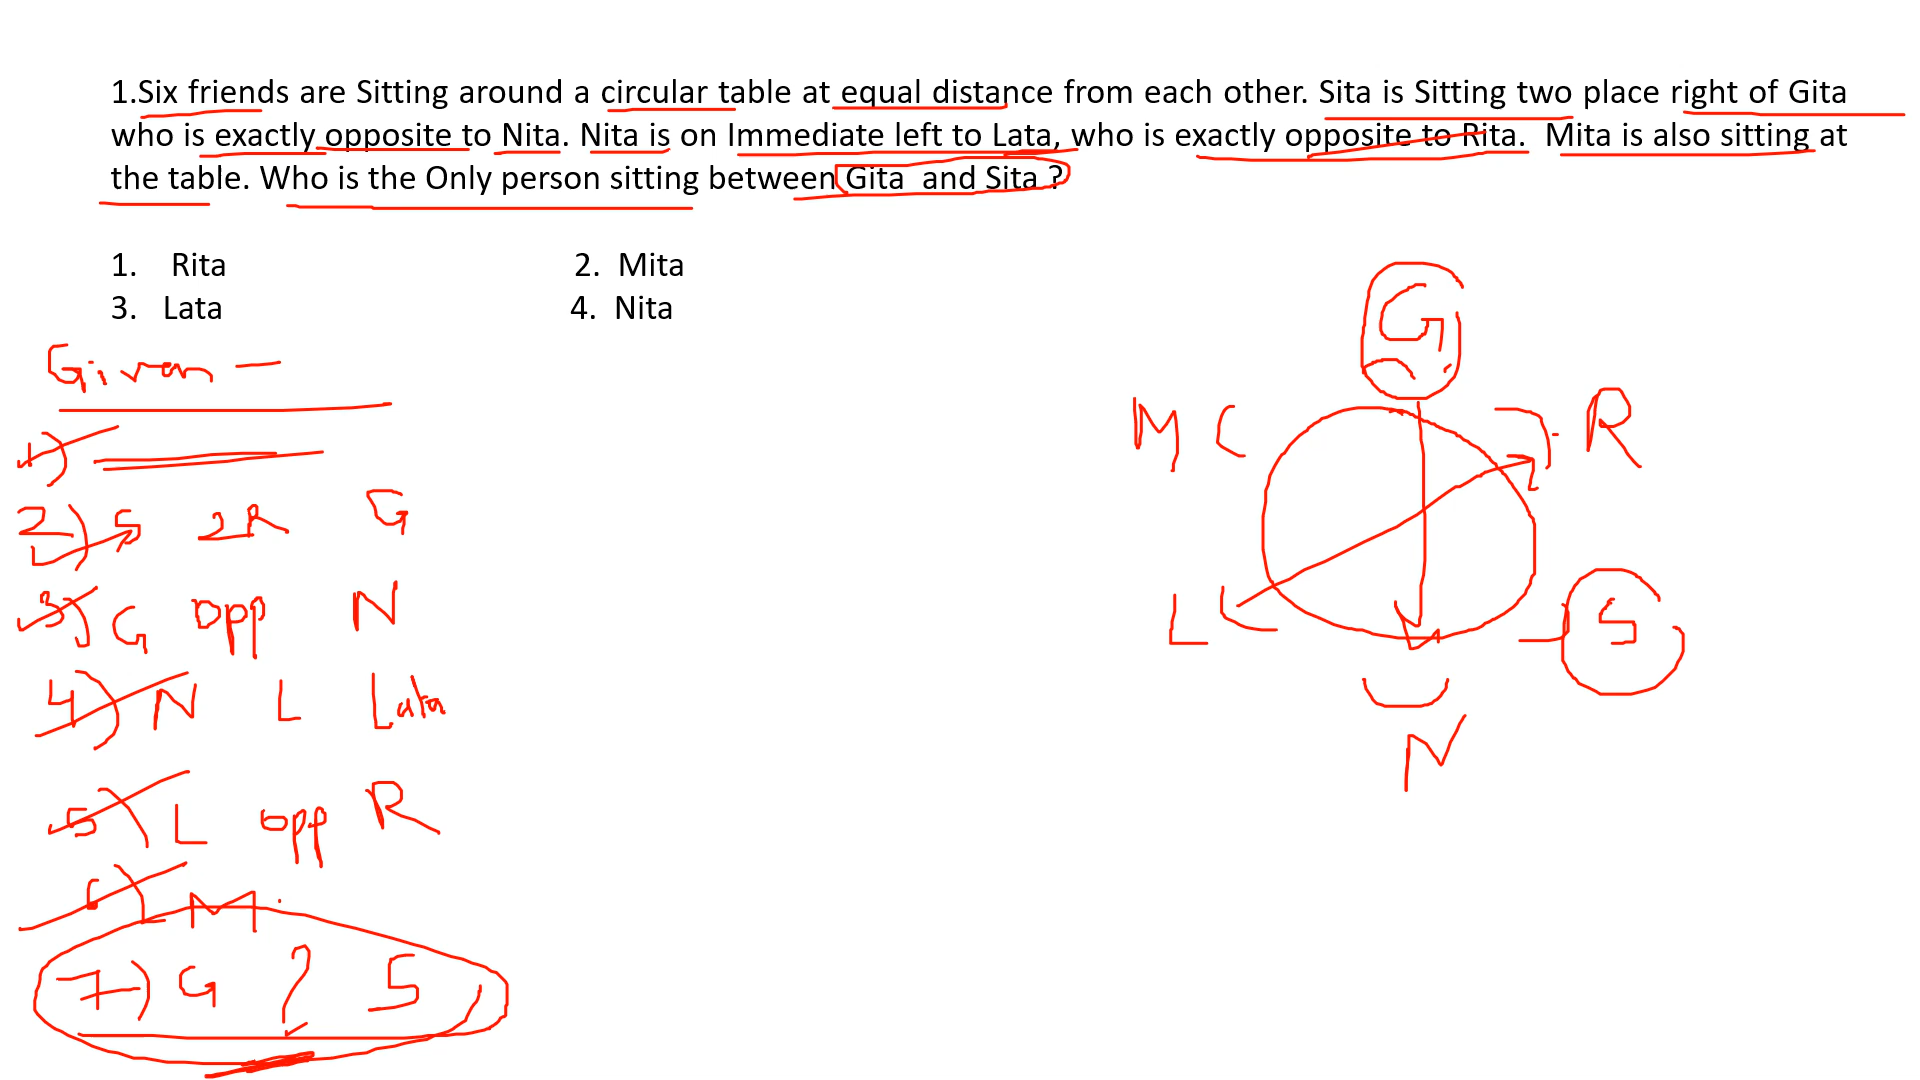 1.Six friends are Sitting around a circular table at equal distance from each other. Sita is Sitting two place right of Gita
who is exactly opposite to Nita. Nita is on Immediate left to Lata, who is exactly opposite to Rita. Mita is also sitting at
the table. Who is the Only person sitting between Gita and Sita ?
1. Rita 2. Mita
3. Lata 4. Nita
Given –
1)
2) S 2R G
3) G opp N
4) N L Lata
5) L opp R
6) M.
7) G ? S
G
M R
L S
N